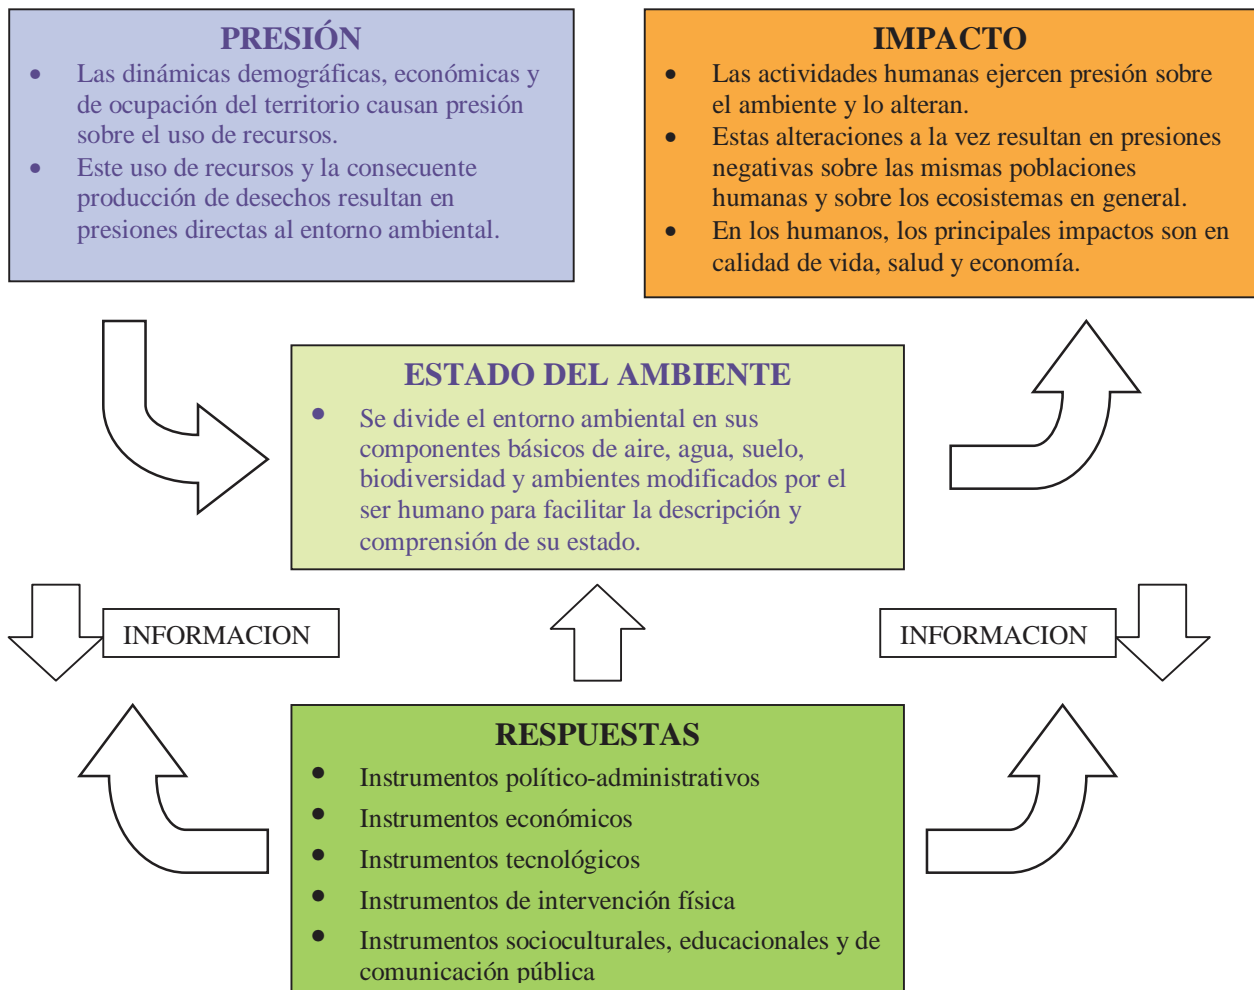 PRESIÓN
• Las dinámicas demográficas, económicas y
de ocupación del territorio causan presión
sobre el uso de recursos.
• Este uso de recursos y la consecuente
producción de desechos resultan en
presiones directas al entorno ambiental.
IMPACTO
• Las actividades humanas ejercen presión sobre
el ambiente y lo alteran.
• Estas alteraciones a la vez resultan en presiones
negativas sobre las mismas poblaciones
humanas y sobre los ecosistemas en general.
• En los humanos, los principales impactos son en
calidad de vida, salud y economía.
ESTADO DEL AMBIENTE
• Se divide el entorno ambiental en sus
componentes básicos de aire, agua, suelo,
biodiversidad y ambientes modificados por el
ser humano para facilitar la descripción y
comprensión de su estado.
INFORMACION
INFORMACION
RESPUESTAS
• Instrumentos político-administrativos
• Instrumentos económicos
• Instrumentos tecnológicos
• Instrumentos de intervención física
• Instrumentos socioculturales, educacionales y de
comunicación pública